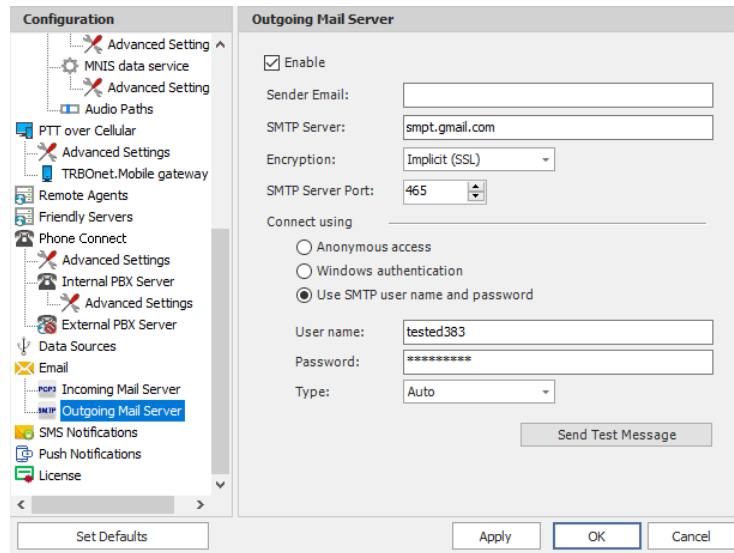 Configuration
Advanced Setting
MNIS data service
Advanced Setting
Audio Paths
PTT over Cellular
Advanced Settings
TRBOnet.Mobile gateway
Remote Agents
Friendly Servers
Phone Connect
Advanced Settings
Internal PBX Server
Advanced Settings
External PBX Server
Data Sources
Email
POP3 Incoming Mail Server
SMTP Outgoing Mail Server
SMS Notifications
Push Notifications
License
Set Defaults
Outgoing Mail Server
Enable
Sender Email:
SMTP Server: smpt.gmail.com
Encryption: Implicit (SSL)
SMTP Server Port: 465
Connect using
Anonymous access
Windows authentication
Use SMTP user name and password
User name: tested383
Password: *********
Type: Auto
Send Test Message
Apply OK Cancel